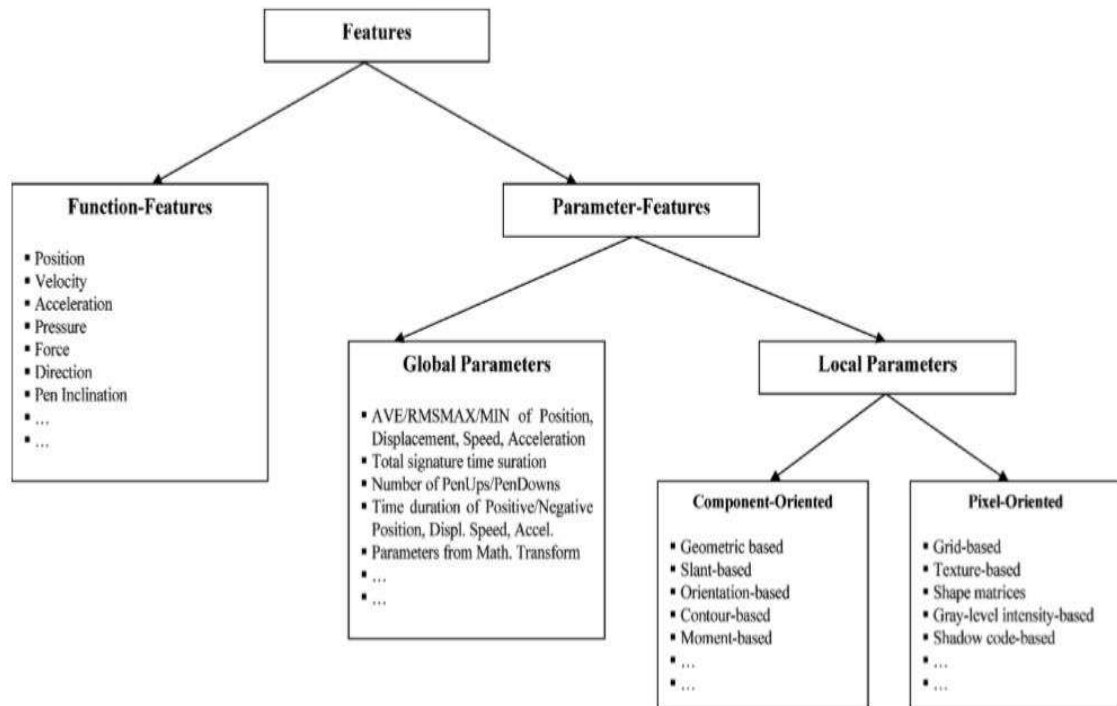 Features
Function-Features
▪ Position
▪ Velocity
▪ Acceleration
▪ Pressure
▪ Force
▪ Direction
▪ Pen Inclination
▪ …
▪ …
Parameter-Features
Global Parameters
▪ AVE/RMSMAX/MIN of Position,
Displacement, Speed, Acceleration
▪ Total signature time suration
▪ Number of PenUps/PenDowns
▪ Time duration of Positive/Negative
Position, Displ. Speed, Accel.
▪ Parameters from Math. Transform
▪ …
▪ …
Local Parameters
Component-Oriented
▪ Geometric based
▪ Slant-based
▪ Orientation-based
▪ Contour-based
▪ Moment-based
▪ …
▪ …
Pixel-Oriented
▪ Grid-based
▪ Texture-based
▪ Shape matrices
▪ Gray-level intensity-based
▪ Shadow code-based
▪ …
▪ …